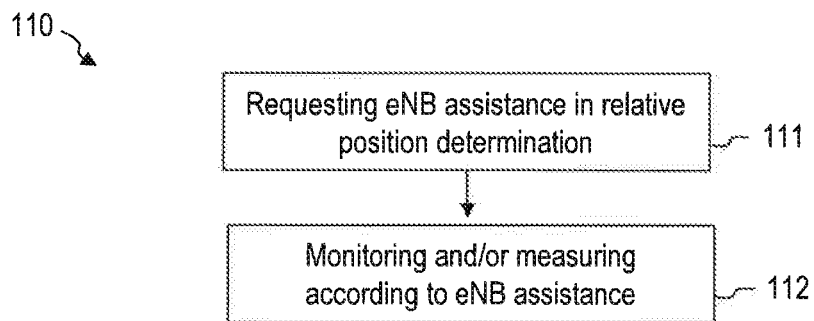 110
Requesting eNB assistance in relative
position determination
111
Monitoring and/or measuring
according to eNB assistance
112